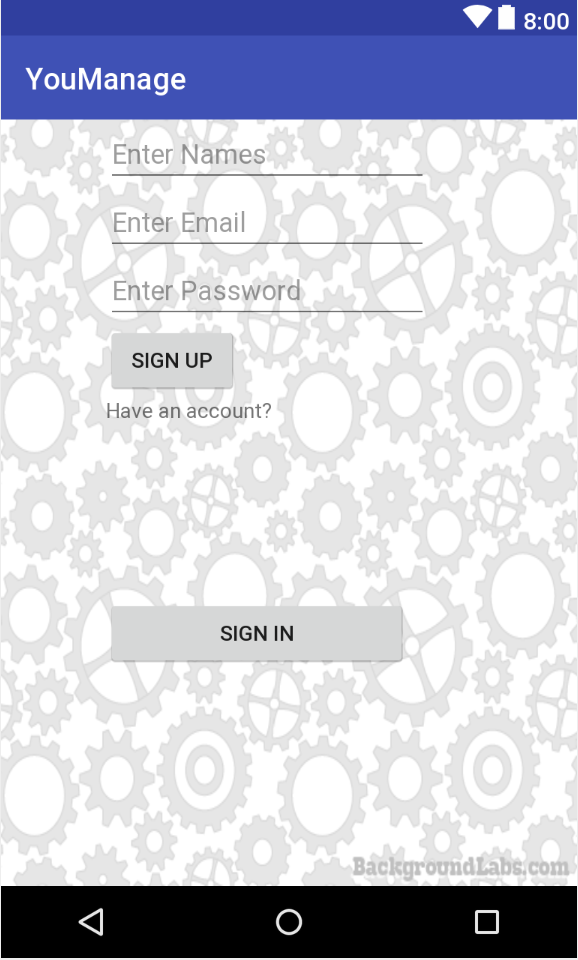 8:00
YouManage
Enter Names
Enter Email
Enter Password
SIGN UP
Have an account?
SIGN IN
BackgroundLabs.com